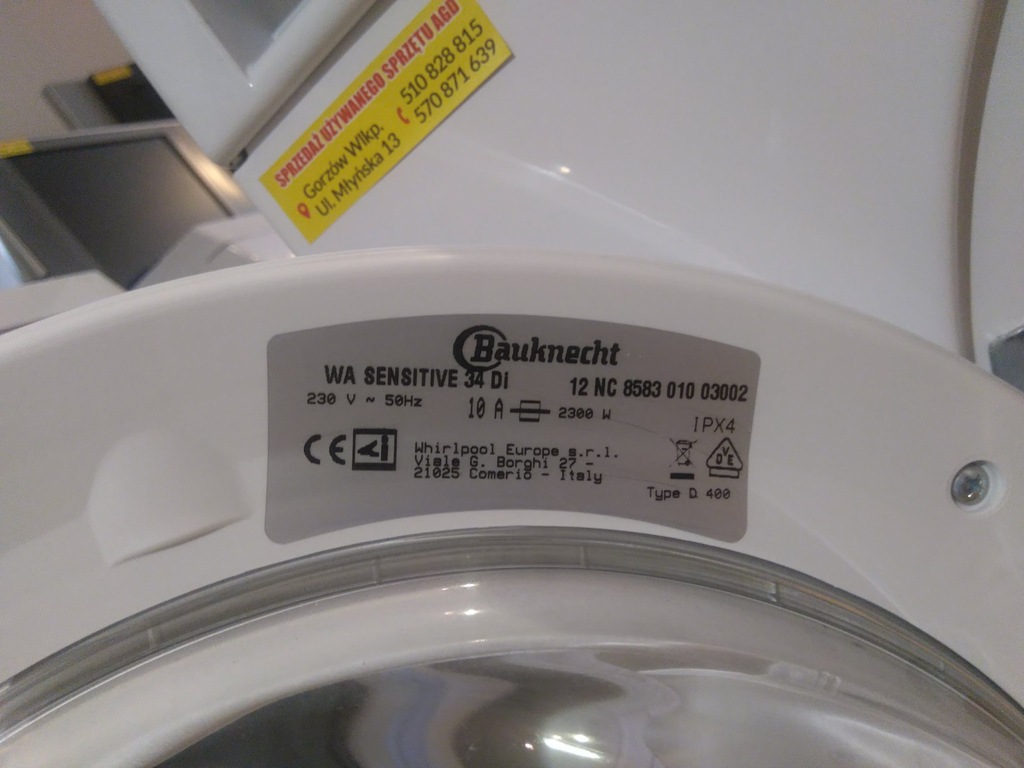 SPRZEDAŻ UŻYWANEGO SPRZĘTU AGD
Gorzów Wlkp.
Ul. Młyńska 13
510 828 815
570 871 639
Bauknecht
WA SENSITIVE 34 Di
12 NC 8583 010 03002
230 V ~ 50Hz
10 A
2300 W
IPX4
CE
Whirlpool Europe s.r.l.
Viale G. Borghi 27 -
21025 Comerio - Italy
DVE
Type D 400